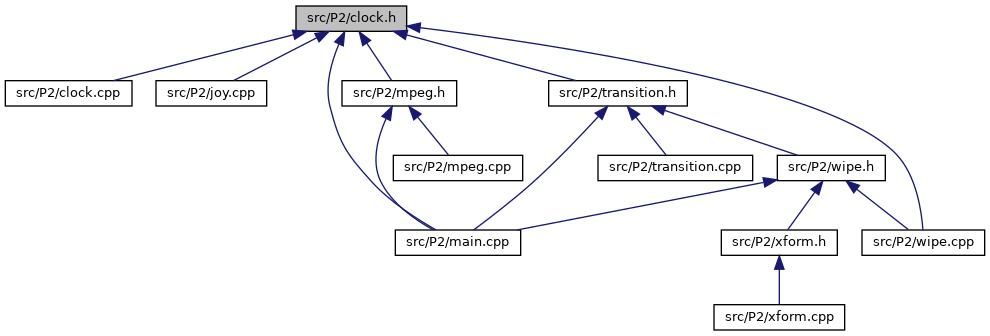 src/P2/clock.h
src/P2/clock.cpp
src/P2/joy.cpp
src/P2/mpeg.h
src/P2/transition.h
src/P2/mpeg.cpp
src/P2/transition.cpp
src/P2/wipe.h
src/P2/main.cpp
src/P2/xform.h
src/P2/wipe.cpp
src/P2/xform.cpp